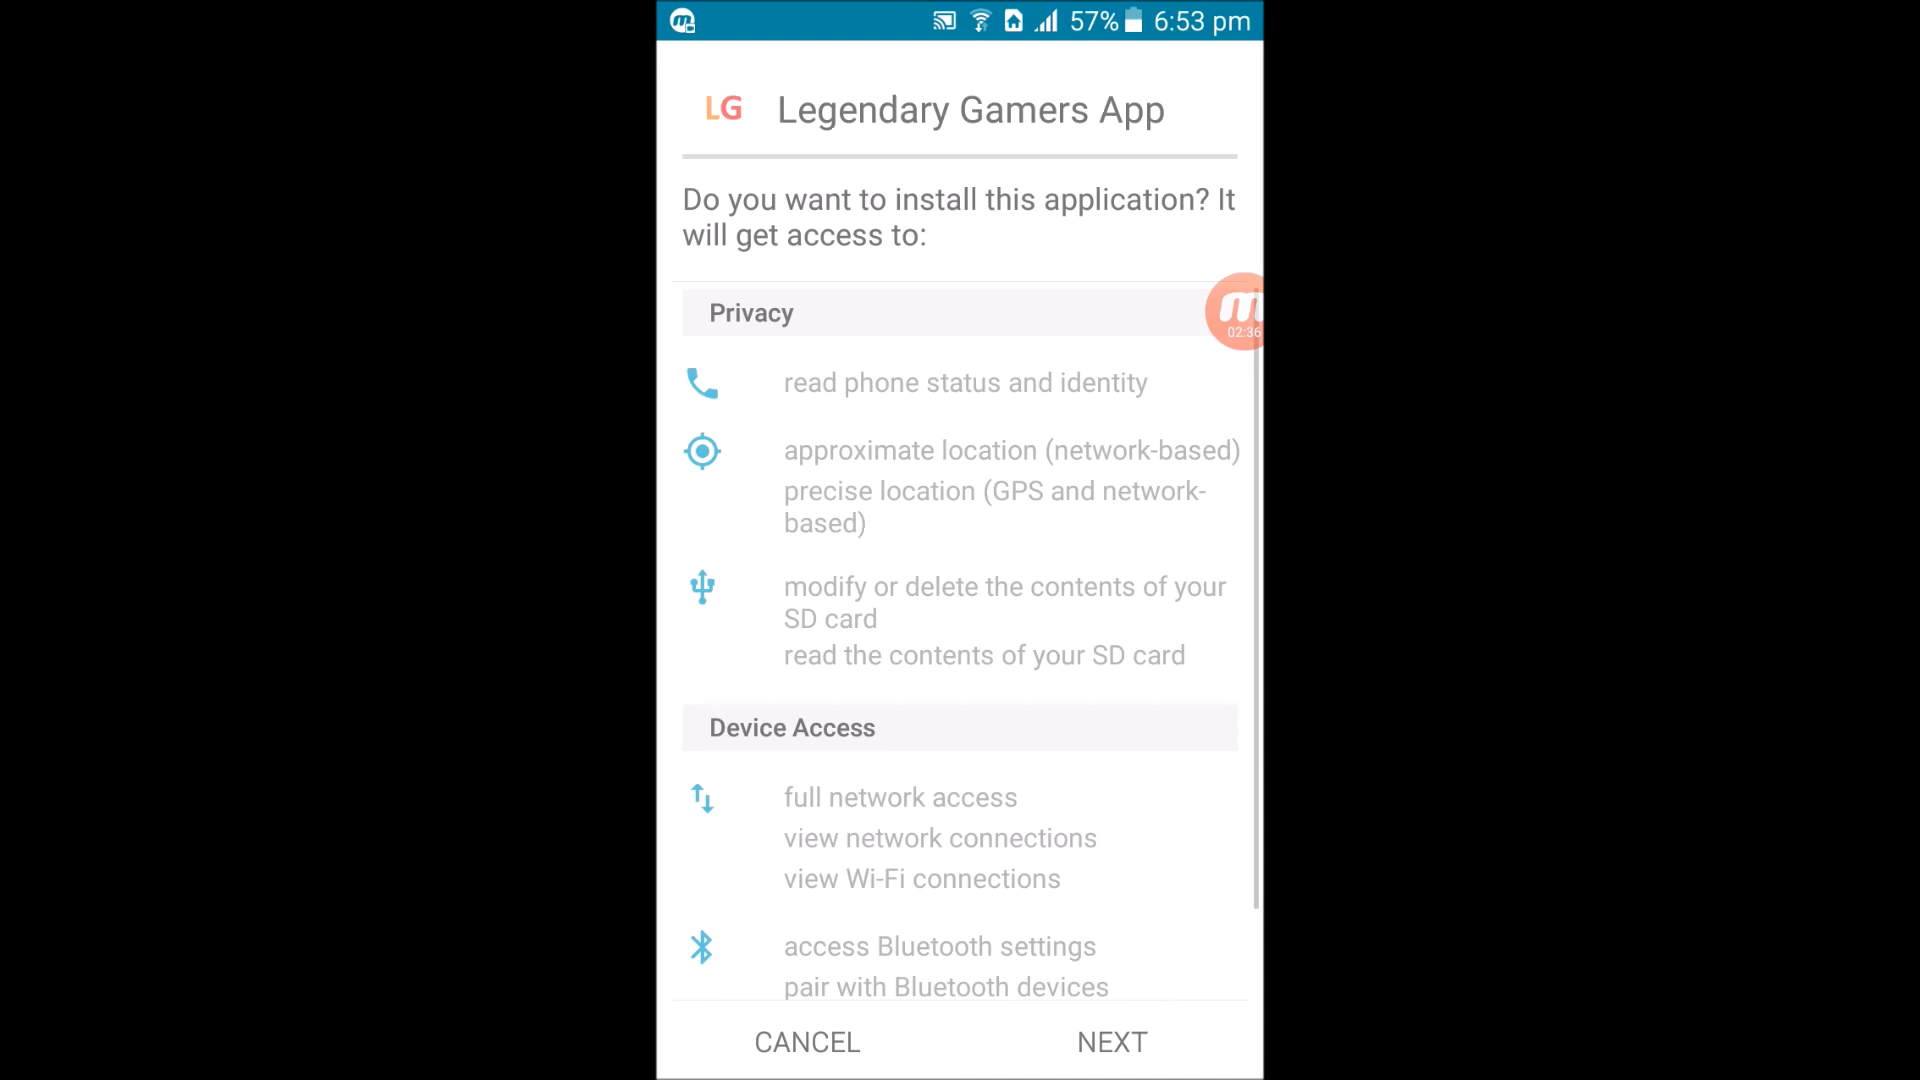 57% 6:53 pm
LG Legendary Gamers App
Do you want to install this application? It
will get access to:
Privacy
m
02:36
read phone status and identity
approximate location (network-based)
precise location (GPS and network-
based)
modify or delete the contents of your
SD card
read the contents of your SD card
Device Access
full network access
view network connections
view Wi-Fi connections
access Bluetooth settings
pair with Bluetooth devices
CANCEL NEXT